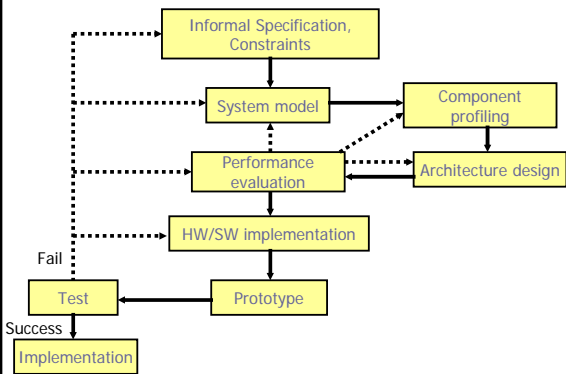 Informal Specification,
Constraints
System model
Component
profiling
Performance
evaluation
Architecture design
HW/SW implementation
Fail
Test
Prototype
Success
Implementation